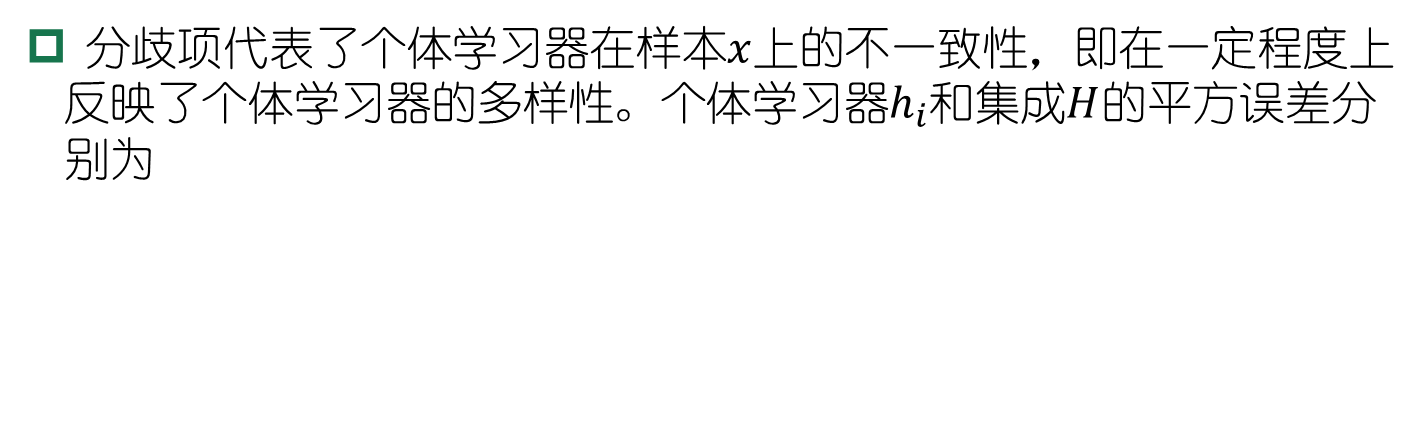 分歧项代表了个体学习器在样本x上的不一致性，即在一定程度上
反映了个体学习器的多样性。个体学习器hᵢ和集成H的平方误差分
别为